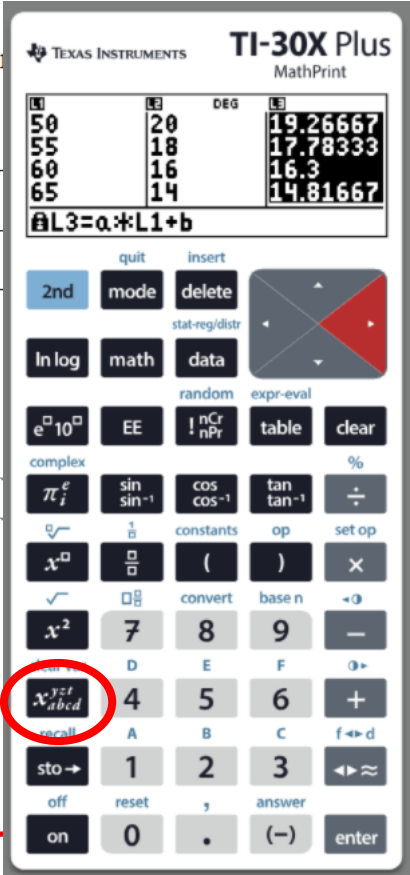 TEXAS INSTRUMENTS
TI-30X Plus
MathPrint
L1 L2 DEG L3
50 20 19.26667
55 18 17.78333
60 16 16.3
65 14 14.81667
L3=a*L1+b
quit insert
2nd mode delete
stat-reg/distr
ln log math data
random expr-eval
e^□ 10^□ EE ! nCr nPr table clear
complex %
π e i sin sin⁻¹ cos cos⁻¹ tan tan⁻¹ ÷
□√ 1/□ constants op set op
x^□ □/□ ( ) ×
√ □□/□ convert base n ◂◑
x² 7 8 9 −
D E F ◑▸
x yzt abcd 4 5 6 +
recall A B C f◂▸d
sto→ 1 2 3 ◂▸≈
off reset , answer
on 0 . (−) enter